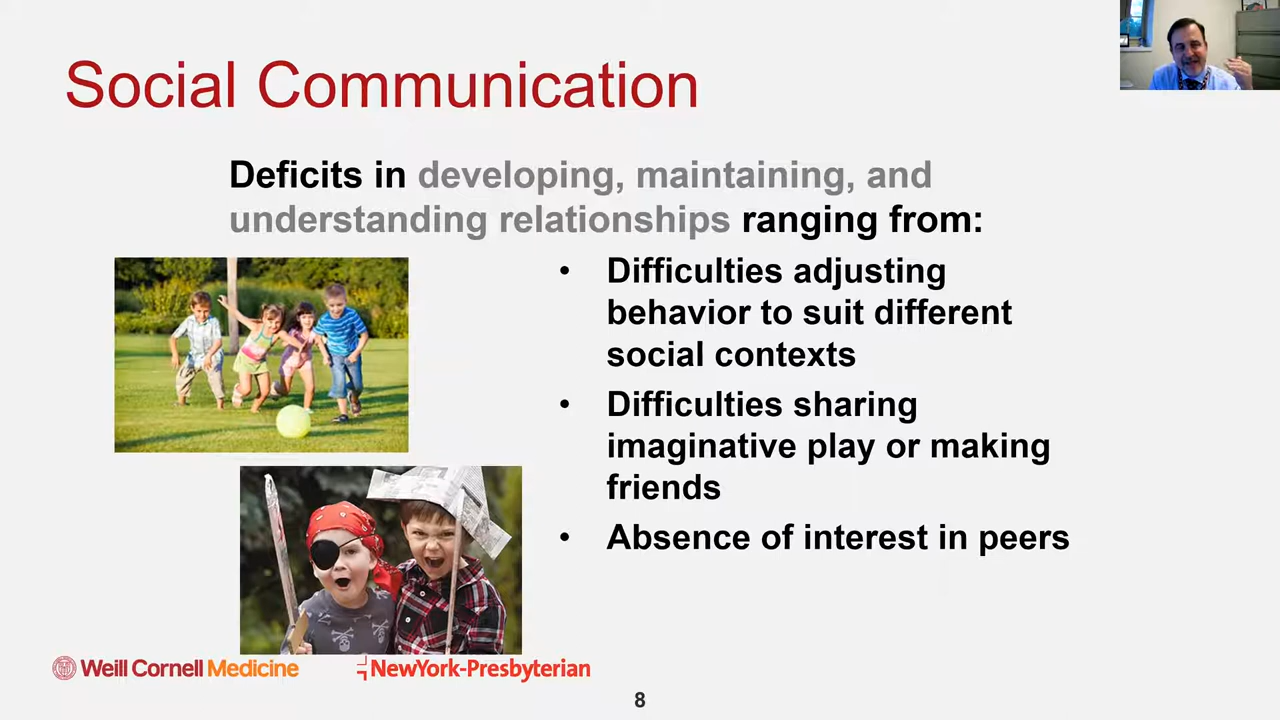 Social Communication
Deficits in developing, maintaining, and
understanding relationships ranging from:
• Difficulties adjusting
behavior to suit different
social contexts
• Difficulties sharing
imaginative play or making
friends
• Absence of interest in peers
Weill Cornell Medicine
NewYork-Presbyterian
8